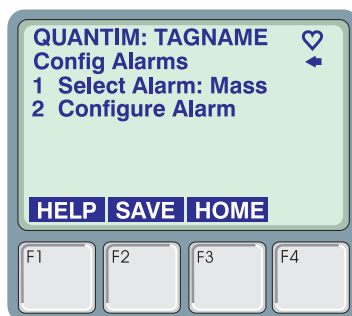 QUANTIM: TAGNAME
Config Alarms
1 Select Alarm: Mass
2 Configure Alarm
HELP SAVE HOME
F1 F2 F3 F4